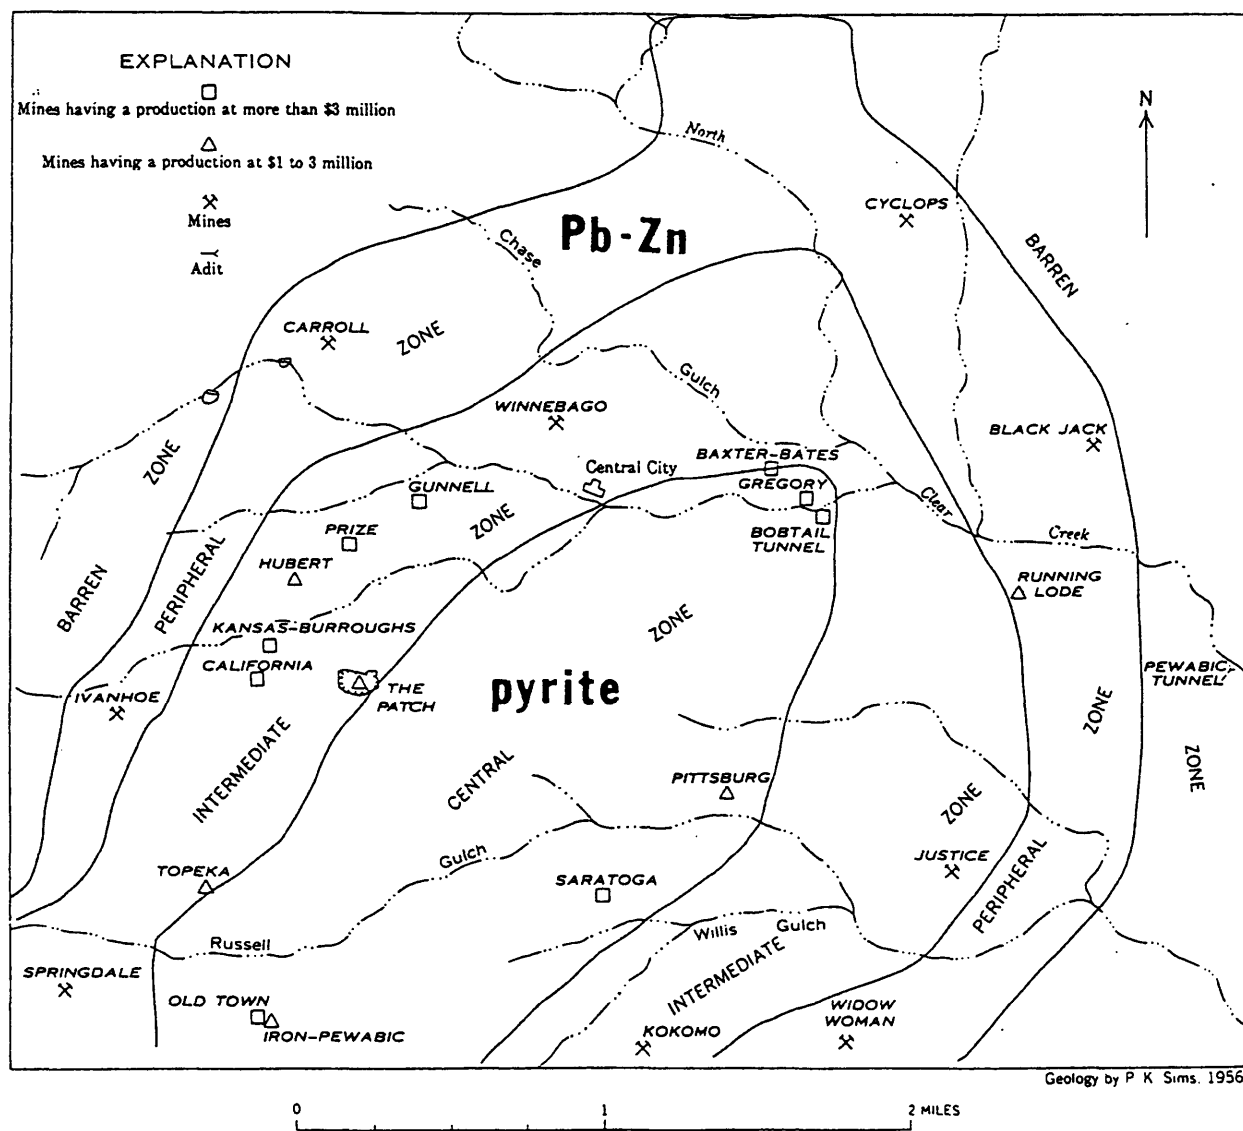 EXPLANATION
Mines having a production at more than $3 million
Mines having a production at $1 to 3 million
Mines
Adit
N
North
CYCLOPS
Pb-Zn
Chase
BARREN
CARROLL
ZONE
Gulch
WINNEBAGO
BLACK JACK
ZONE
BAXTER-BATES
Central City
GUNNELL
GREGORY
Clear
ZONE
PRIZE
BOBTAIL
TUNNEL
Creek
HUBERT
PERIPHERAL
RUNNING
LODE
BARREN
KANSAS-BURROUGHS
ZONE
CALIFORNIA
PEWABIC
TUNNEL
IVANHOE
THE
PATCH
pyrite
ZONE
ZONE
INTERMEDIATE
CENTRAL
PITTSBURG
ZONE
Gulch
JUSTICE
TOPEKA
SARATOGA
PERIPHERAL
Russell
Willis
Gulch
SPRINGDALE
INTERMEDIATE
OLD TOWN
WIDOW
WOMAN
IRON-PEWABIC
KOKOMO
Geology by P K Sims. 1956
0 1 2 MILES